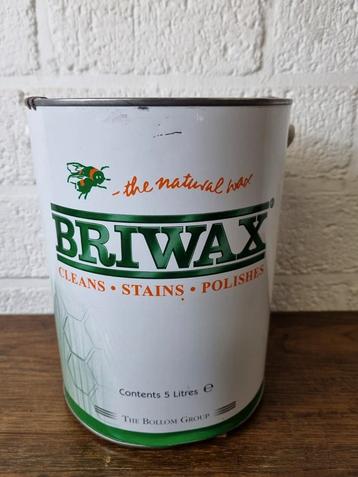 -the natural wax
BRIWAX®
CLEANS • STAINS • POLISHES
Contents 5 Litres ℮
THE BOLLOM GROUP